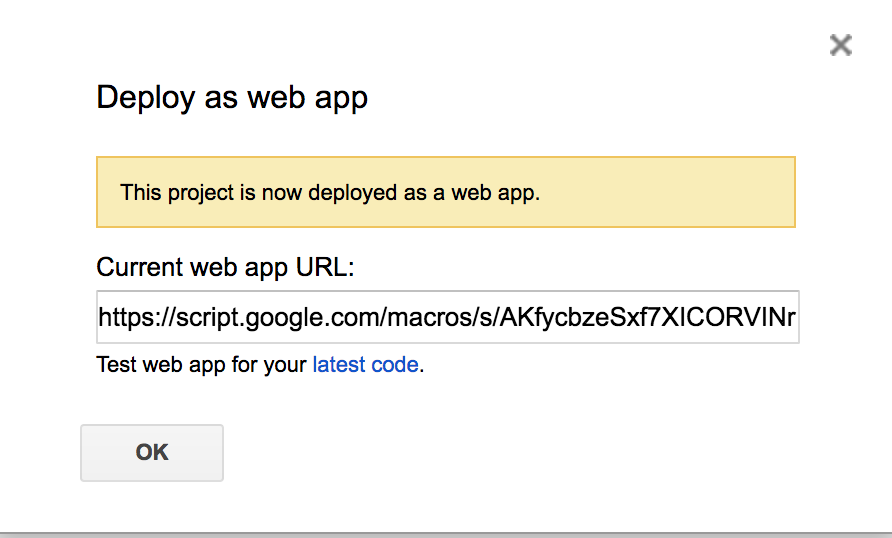 Deploy as web app
This project is now deployed as a web app.
Current web app URL:
https://script.google.com/macros/s/AKfycbzeSxf7XICORVINr
Test web app for your latest code.
OK